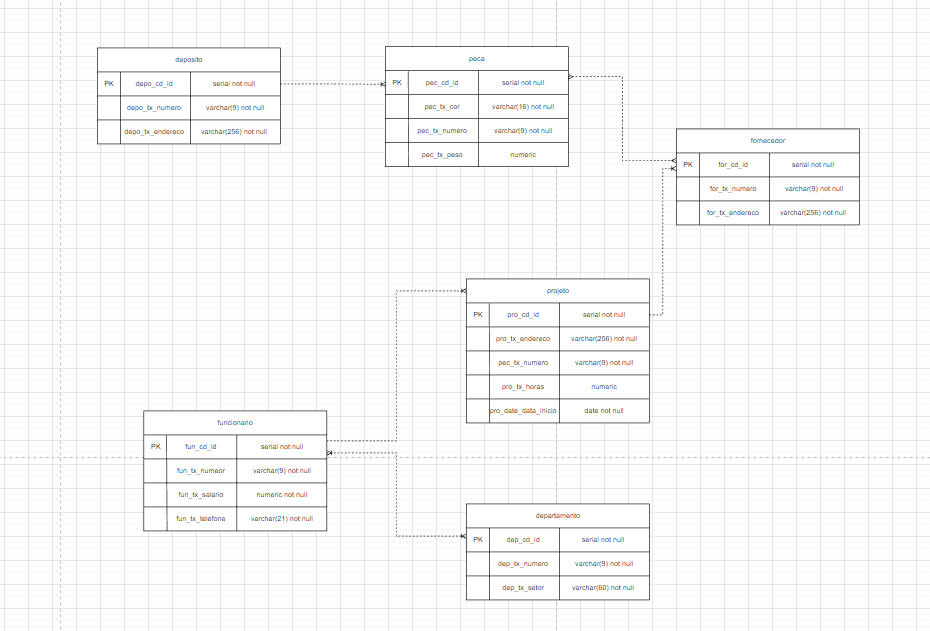 deposito
PK depo_cd_id serial not null
depo_tx_numero varchar(9) not null
depo_tx_endereco varchar(256) not null
peca
PK pec_cd_id serial not null
pec_tx_cor varchar(16) not null
pec_tx_numero varchar(9) not null
pec_tx_peso numeric
fornecedor
PK for_cd_id serial not null
for_tx_numero varchar(9) not null
for_tx_endereco varchar(256) not null
projeto
PK pro_cd_id serial not null
pro_tx_endereco varchar(256) not null
pec_tx_numero varchar(9) not null
pro_tx_horas numeric
pro_date_data_inicio date not null
funcionario
PK fun_cd_id serial not null
fun_tx_numeor varchar(9) not null
fun_tx_salario numeric not null
fun_tx_telefone varchar(21) not null
departamento
PK dep_cd_id serial not null
dep_tx_numero varchar(9) not null
dep_tx_setor varchar(60) not null